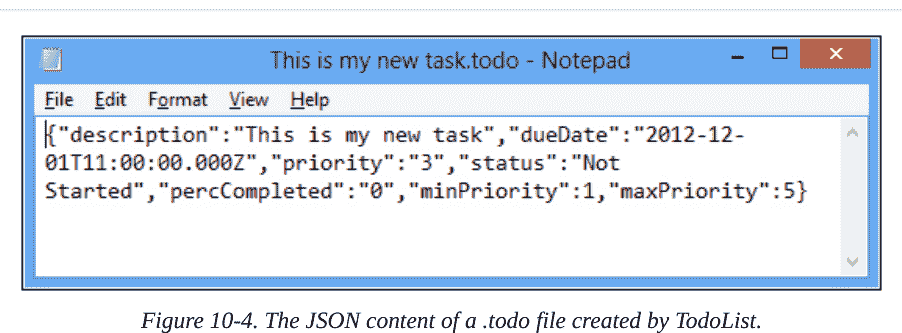 This is my new task.todo - Notepad
File Edit Format View Help
{"description":"This is my new task","dueDate":"2012-12-
01T11:00:00.000Z","priority":"3","status":"Not
Started","percCompleted":"0","minPriority":1,"maxPriority":5}
Figure 10-4. The JSON content of a .todo file created by TodoList.